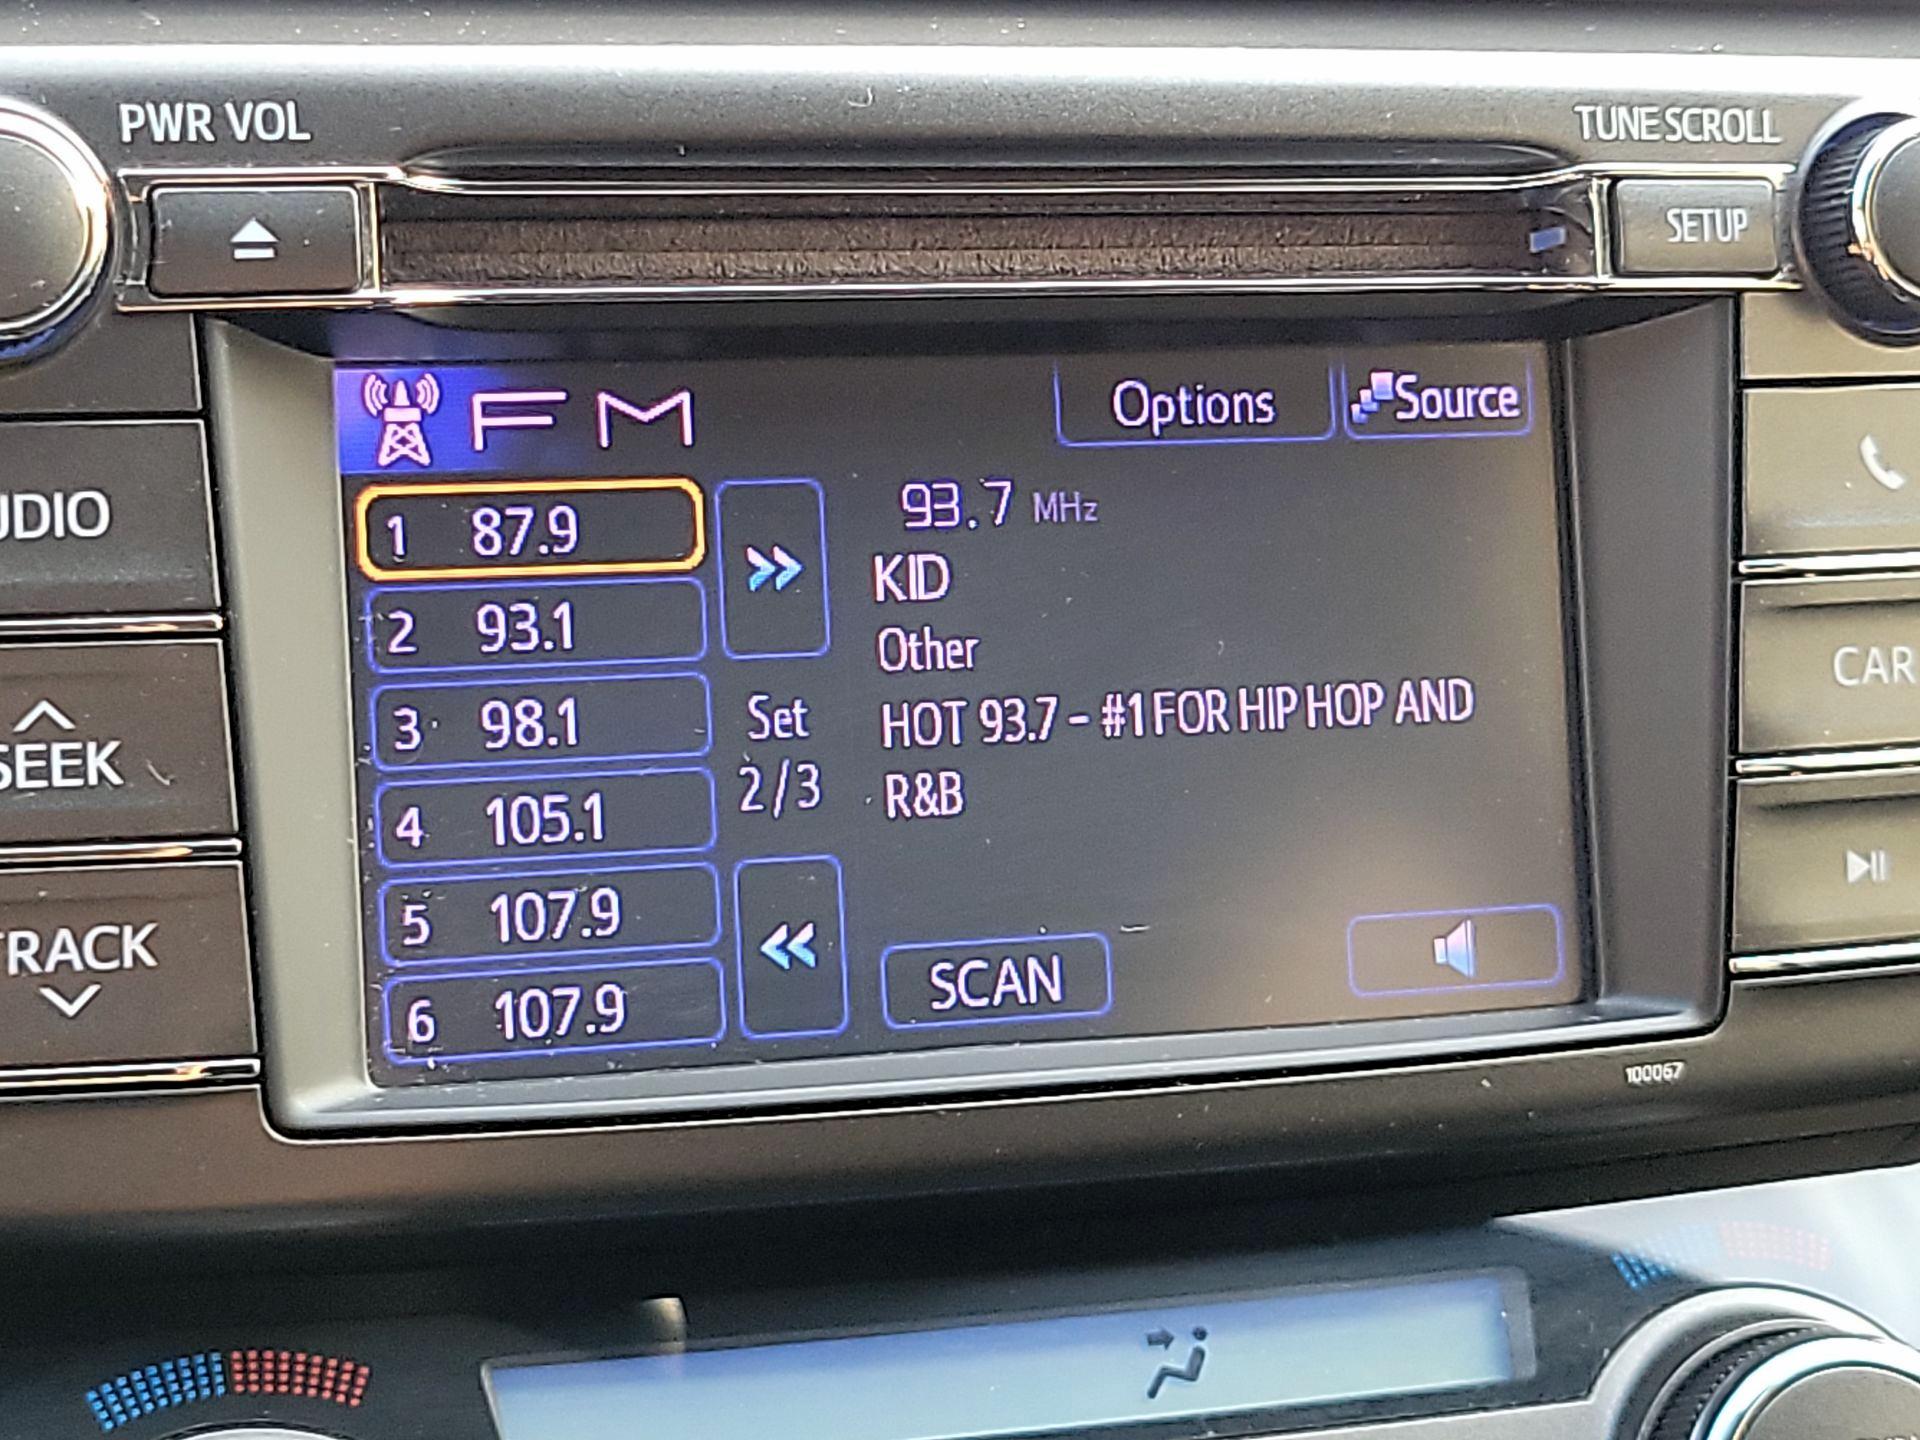 PWR VOL
TUNE SCROLL
SETUP
FM
Options
Source
UDIO
1 87.9
93.7 MHz
KID
2 93.1
Other
CAR
3 98.1
Set
HOT 93.7 - #1 FOR HIP HOP AND
SEEK
4 105.1
2/3
R&B
TRACK
5 107.9
SCAN
6 107.9
100067